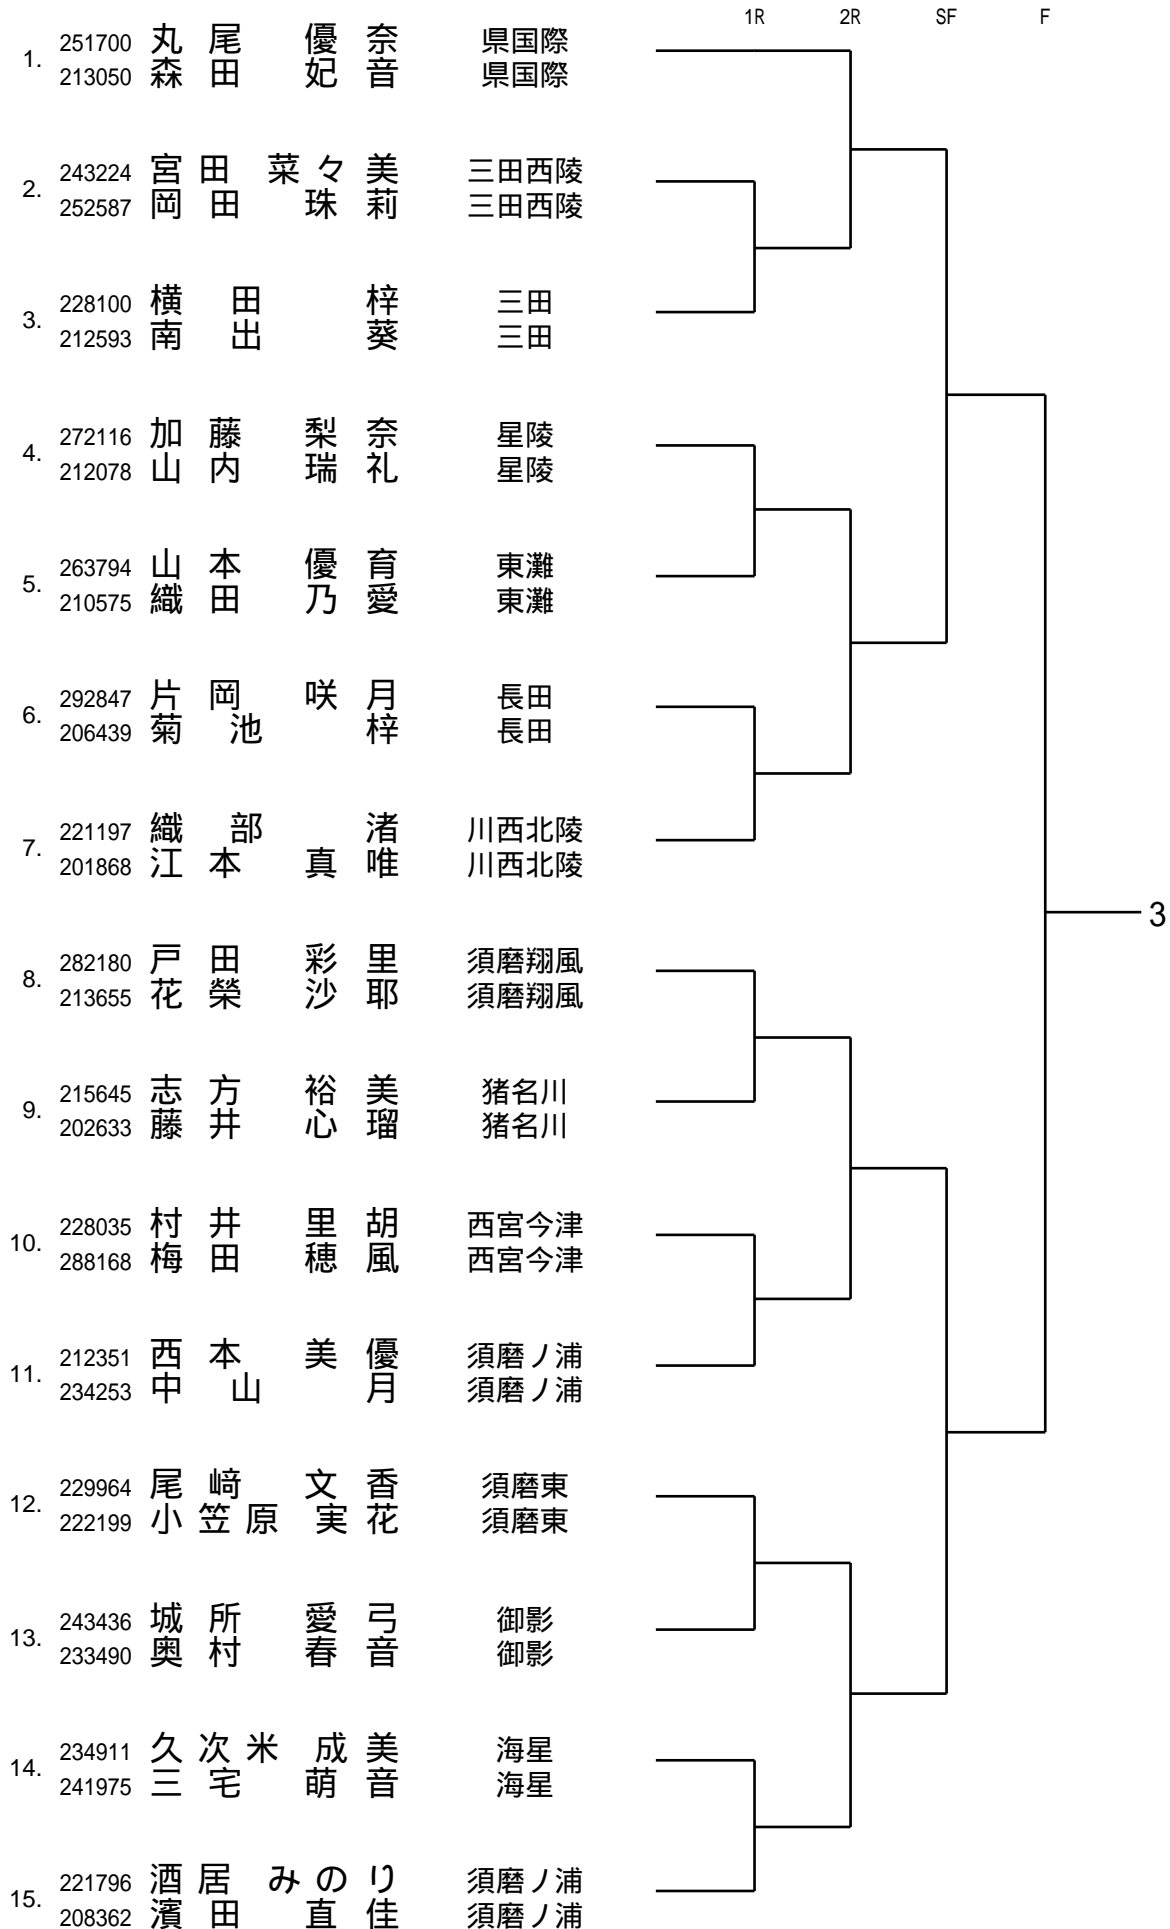 1R 2R SF F
1. 251700 丸尾 優奈 県国際
213050 森田 妃音 県国際
2. 243224 宮田 菜々美 三田西陵
252587 岡田 珠莉 三田西陵
3. 228100 横田 梓 三田
212593 南出 葵 三田
4. 272116 加藤 梨奈 星陵
212078 山内 瑞礼 星陵
5. 263794 山本 優育 東灘
210575 織田 乃愛 東灘
6. 292847 片岡 咲月 長田
206439 菊池 梓 長田
7. 221197 織部 渚 川西北陵
201868 江本 真唯 川西北陵
3
8. 282180 戸田 彩里 須磨翔風
213655 花榮 沙耶 須磨翔風
9. 215645 志方 裕美 猪名川
202633 藤井 心瑠 猪名川
10. 228035 村井 里胡 西宮今津
288168 梅田 穂風 西宮今津
11. 212351 西本 美優 須磨ノ浦
234253 中山 月 須磨ノ浦
12. 229964 尾﨑 文香 須磨東
222199 小笠原 実花 須磨東
13. 243436 城所 愛弓 御影
233490 奥村 春音 御影
14. 234911 久次米 成美 海星
241975 三宅 萌音 海星
15. 221796 酒居 みのり 須磨ノ浦
208362 濱田 直佳 須磨ノ浦